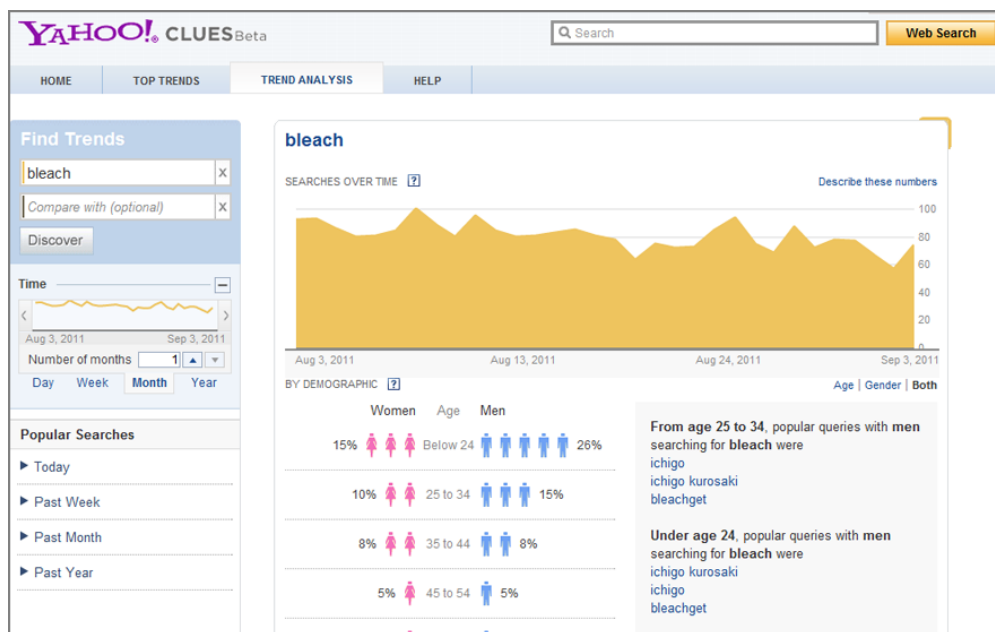 YAHOO! CLUES Beta
Search
Web Search
HOME TOP TRENDS TREND ANALYSIS HELP
Find Trends
bleach X
Compare with (optional) X
Discover
Time
Aug 3, 2011 Sep 3, 2011
Number of months 1
Day Week Month Year
Popular Searches
Today
Past Week
Past Month
Past Year
bleach
SEARCHES OVER TIME ?
Describe these numbers
100
80
60
40
20
0
Aug 3, 2011 Aug 13, 2011 Aug 24, 2011 Sep 3, 2011
BY DEMOGRAPHIC ?
Age | Gender | Both
Women Age Men
15% Below 24 26%
10% 25 to 34 15%
8% 35 to 44 8%
5% 45 to 54 5%
From age 25 to 34, popular queries with men
searching for bleach were
ichigo
ichigo kurosaki
bleachget
Under age 24, popular queries with men
searching for bleach were
ichigo kurosaki
ichigo
bleachget